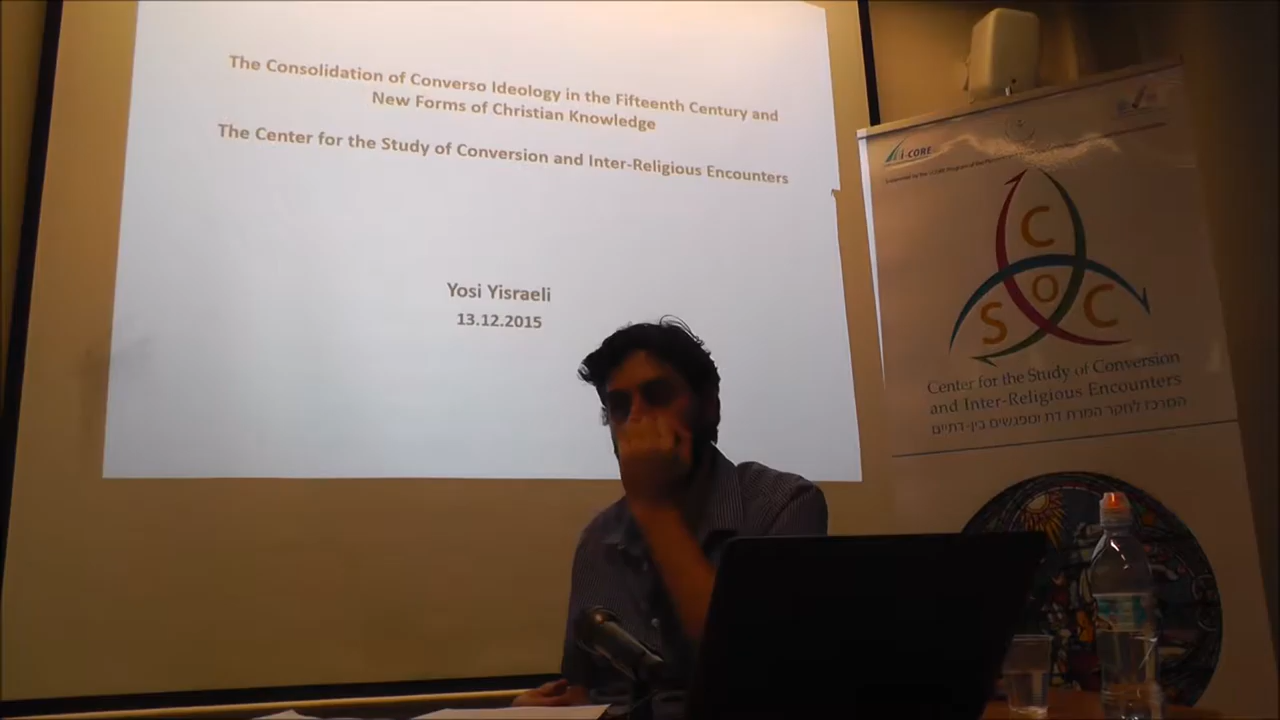 The Consolidation of Converso Ideology in the Fifteenth Century and
New Forms of Christian Knowledge
The Center for the Study of Conversion and Inter-Religious Encounters
Yosi Yisraeli
13.12.2015
I-CORE
C
S O C
Center for the Study of Conversion
and Inter-Religious Encounters
המרכז לחקר המרת דת ומפגשים בין-דתיים